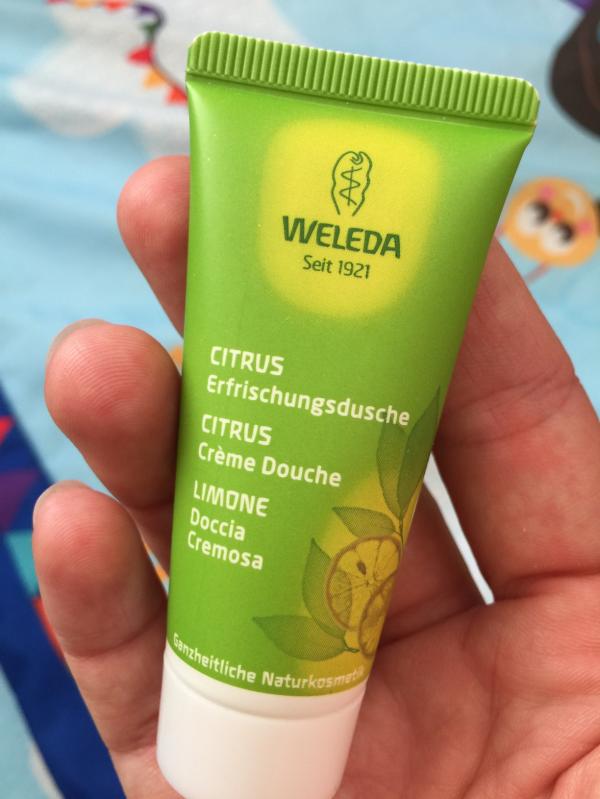 WELEDA
Seit 1921
CITRUS
Erfrischungsdusche
CITRUS
Crème Douche
LIMONE
Doccia
Cremosa
Ganzheitliche Naturkosmetik